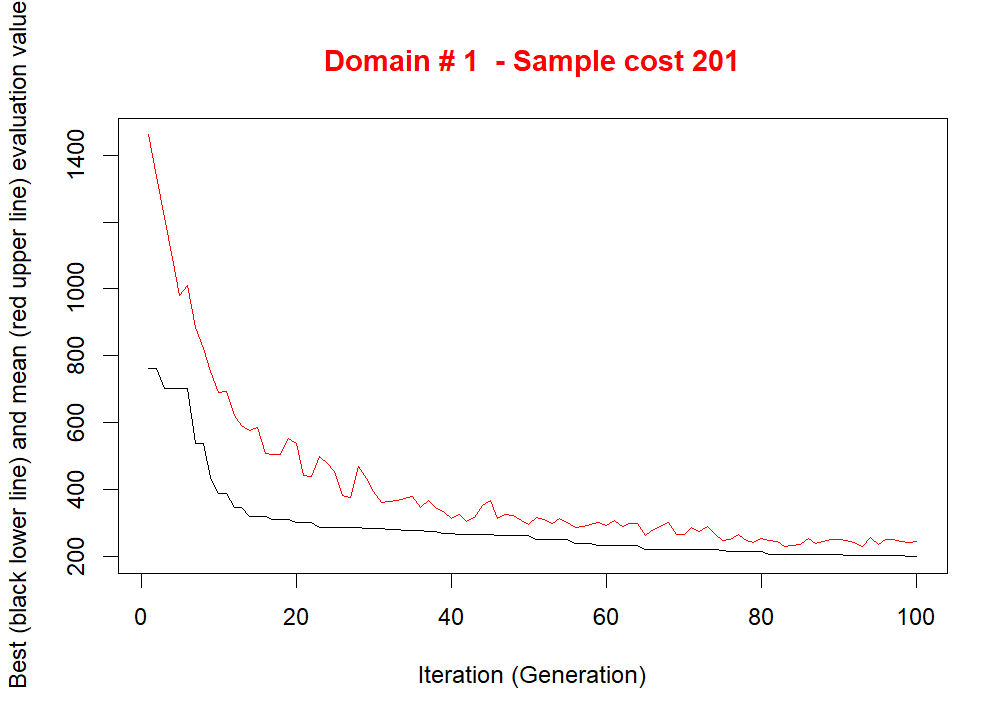 Domain # 1  - Sample cost 201
Best (black lower line) and mean (red upper line) evaluation value
1400
1000
800
600
400
200
0 20 40 60 80 100
Iteration (Generation)